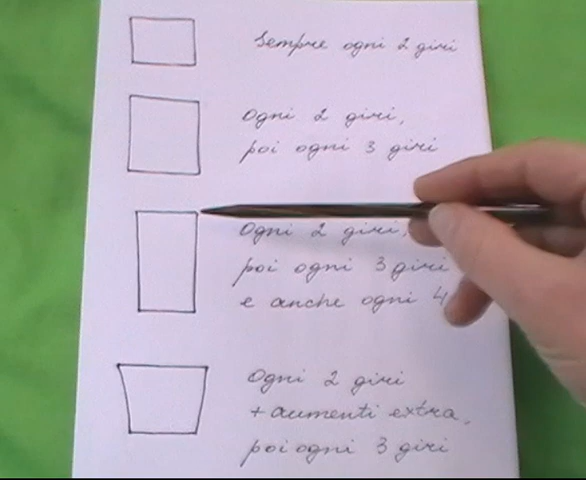 Sempre ogni 2 giri
Ogni 2 giri,
poi ogni 3 giri
Ogni 2 giri,
poi ogni 3 giri
e anche ogni 4
Ogni 2 giri
+ aumenti extra,
poi ogni 3 giri